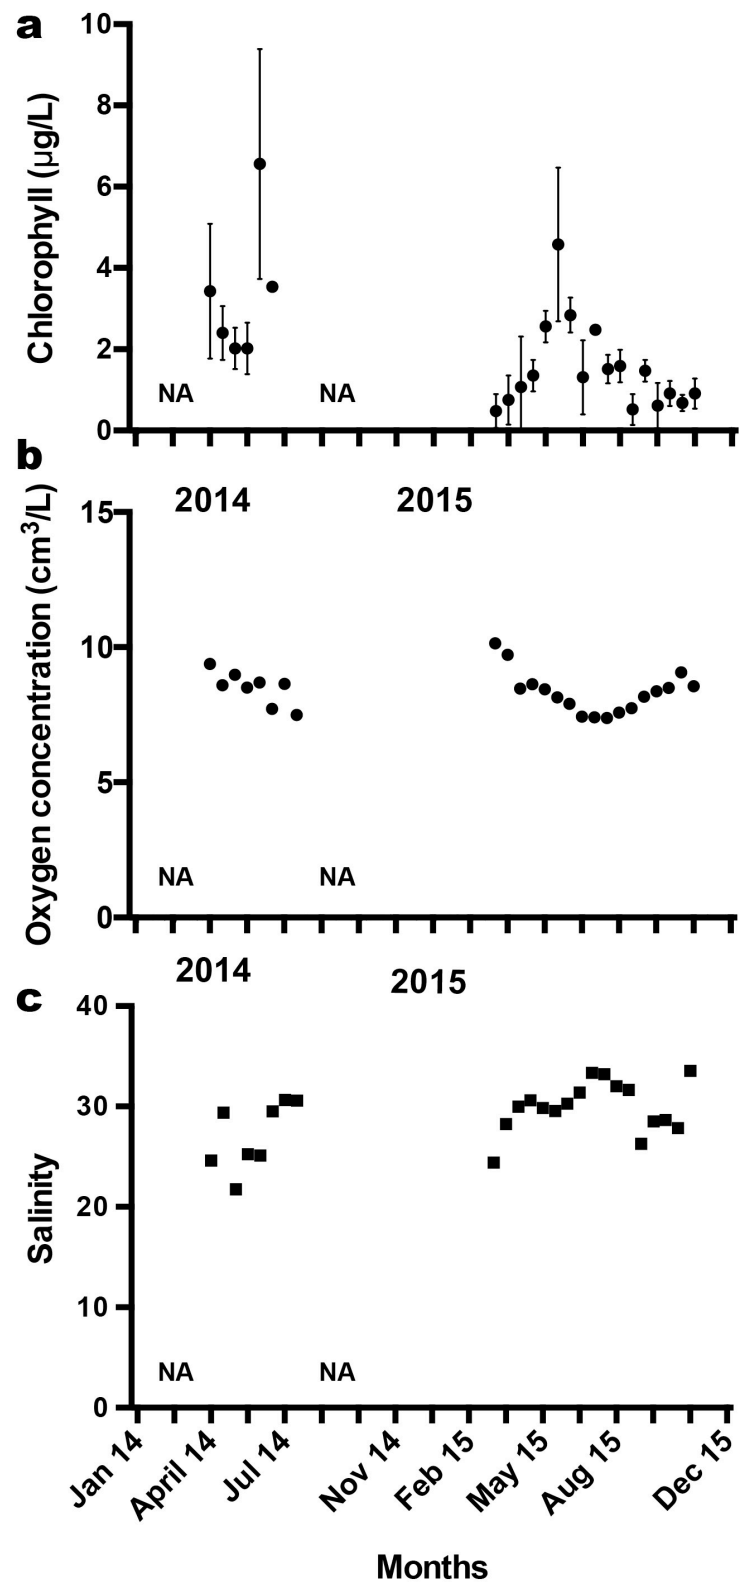 a
Chlorophyll (µg/L)
10
8
6
4
2
0
NA
NA
b
Oxygen concentration (cm³/L)
2014
2015
15
10
5
0
NA
NA
c
Salinity
2014
2015
40
30
20
10
0
NA
NA
Jan 14
April 14
Jul 14
Nov 14
Feb 15
May 15
Aug 15
Dec 15
Months